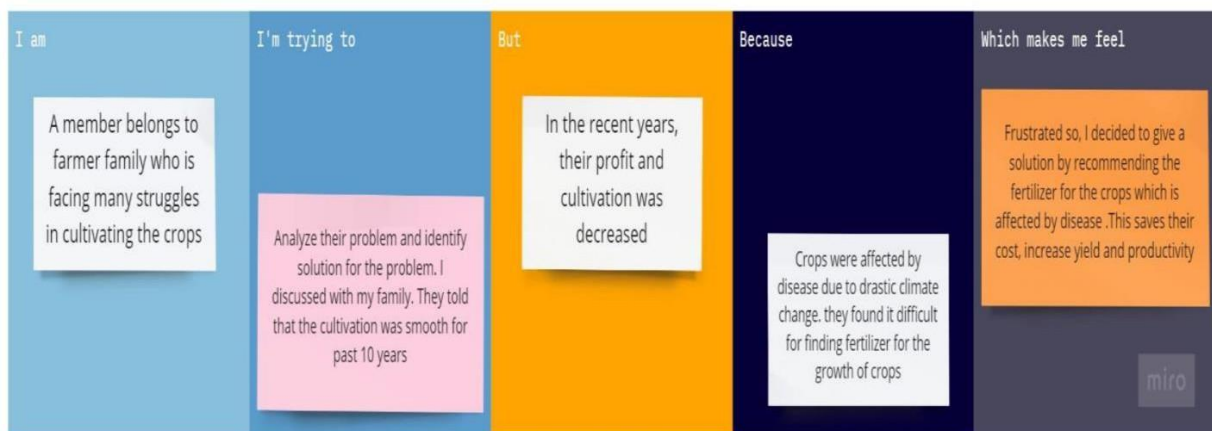 I am
A member belongs to
farmer family who is
facing many struggles
in cultivating the crops
I'm trying to
Analyze their problem and identify
solution for the problem. I
discussed with my family. They told
that the cultivation was smooth for
past 10 years
But
In the recent years,
their profit and
cultivation was
decreased
Because
Crops were affected by
disease due to drastic climate
change. they found it difficult
for finding fertilizer for the
growth of crops
Which makes me feel
Frustrated so, I decided to give a
solution by recommending the
fertilizer for the crops which is
affected by disease .This saves their
cost, increase yield and productivity
miro